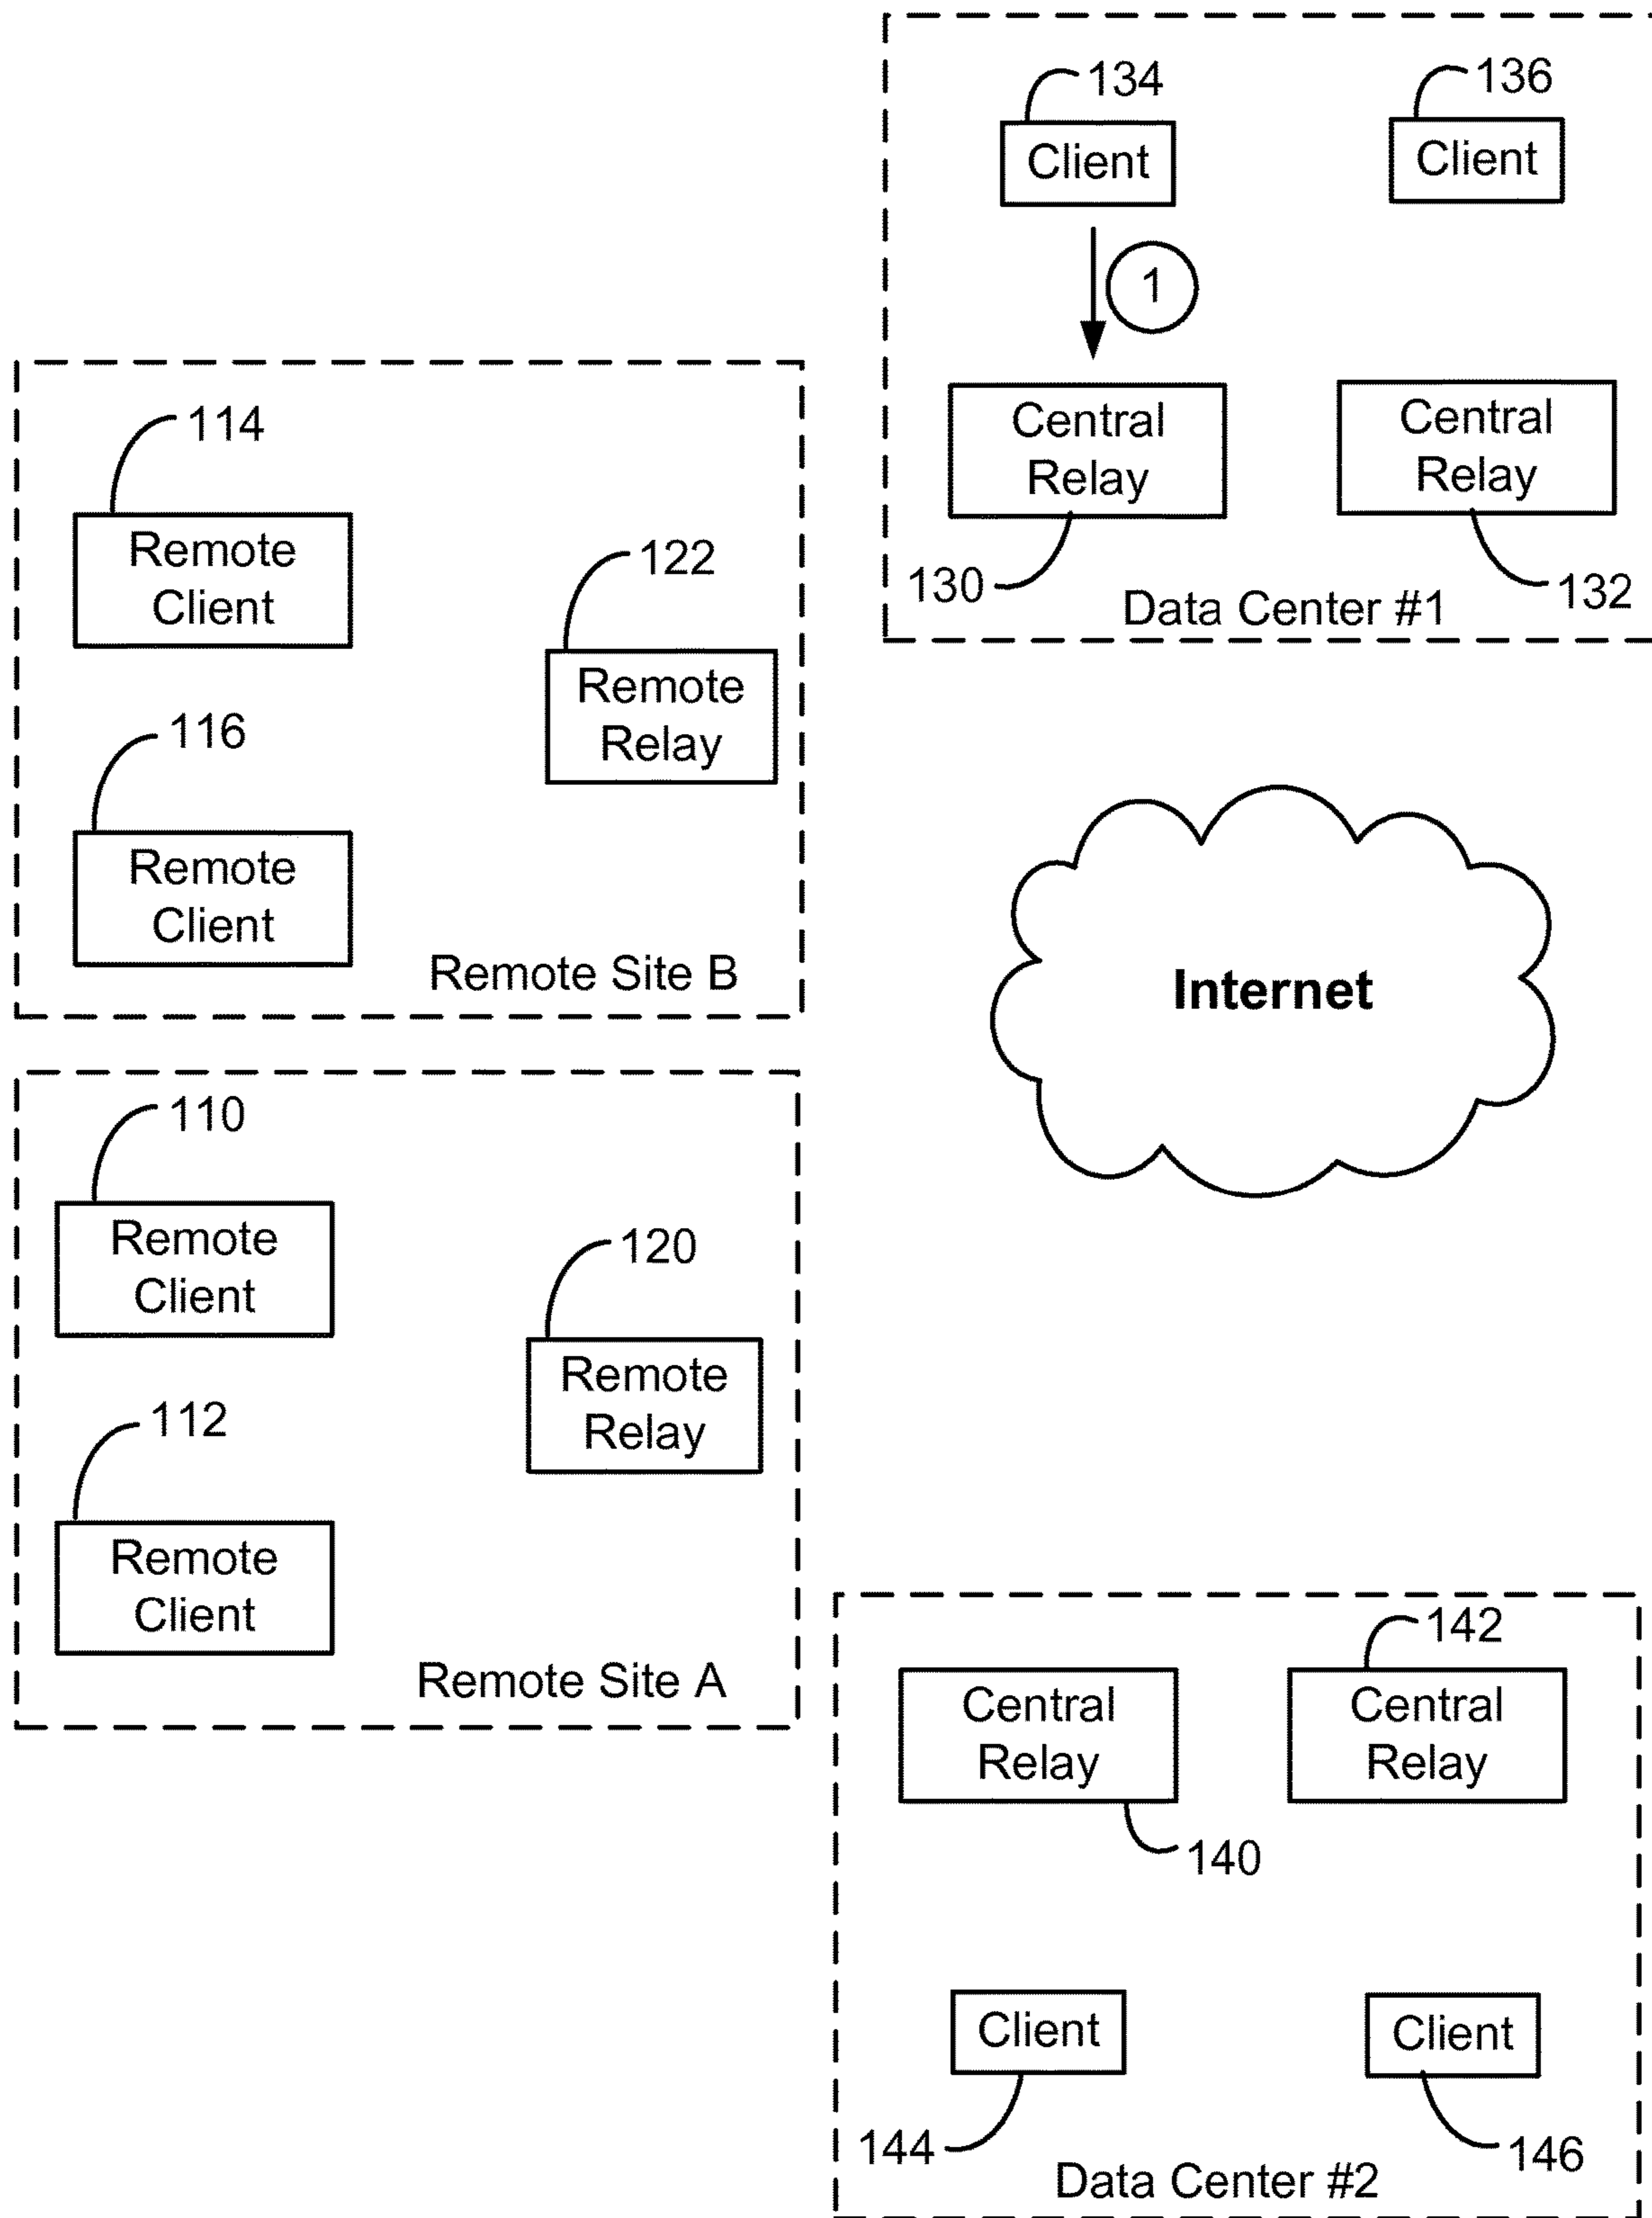 134
136
Client
Client
1
Central
Relay
Central
Relay
130
132
Data Center #1
114
Remote
Client
122
Remote
Relay
116
Remote
Client
Remote Site B
Internet
110
Remote
Client
120
Remote
Relay
112
Remote
Client
Remote Site A
142
Central
Relay
Central
Relay
140
Client
Client
144
146
Data Center #2